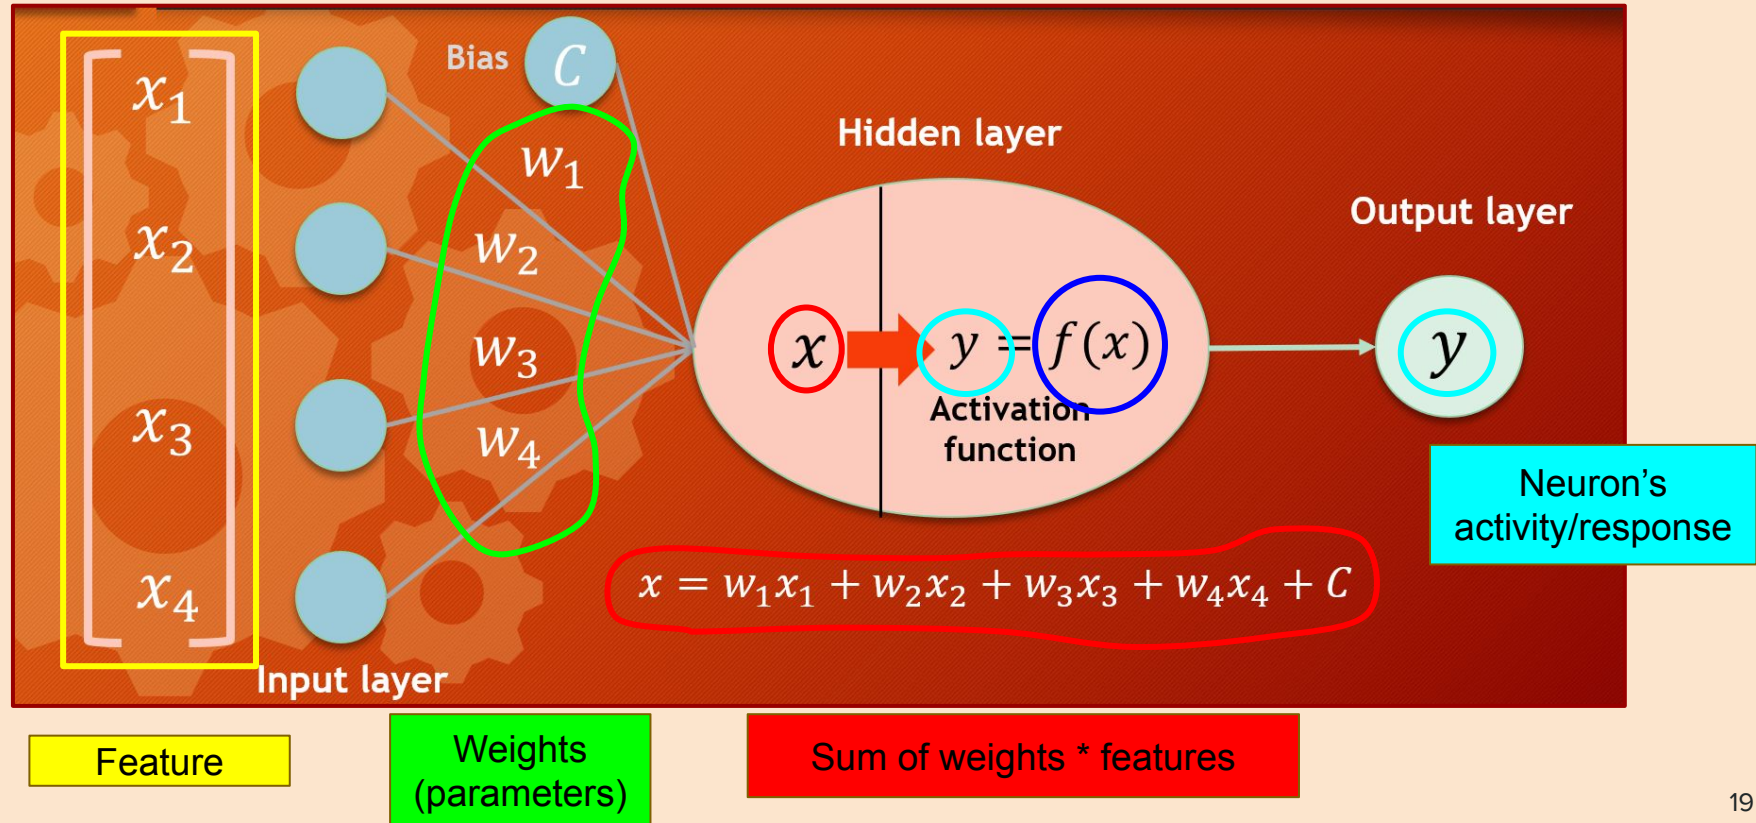 Bias
C
x₁
w₁
Hidden layer
x₂
w₂
Output layer
w₃
x
y = f(x)
y
Activation
function
x₃
w₄
Neuron’s
activity/response
x₄
x = w₁x₁ + w₂x₂ + w₃x₃ + w₄x₄ + C
Input layer
Feature
Weights
(parameters)
Sum of weights * features
19